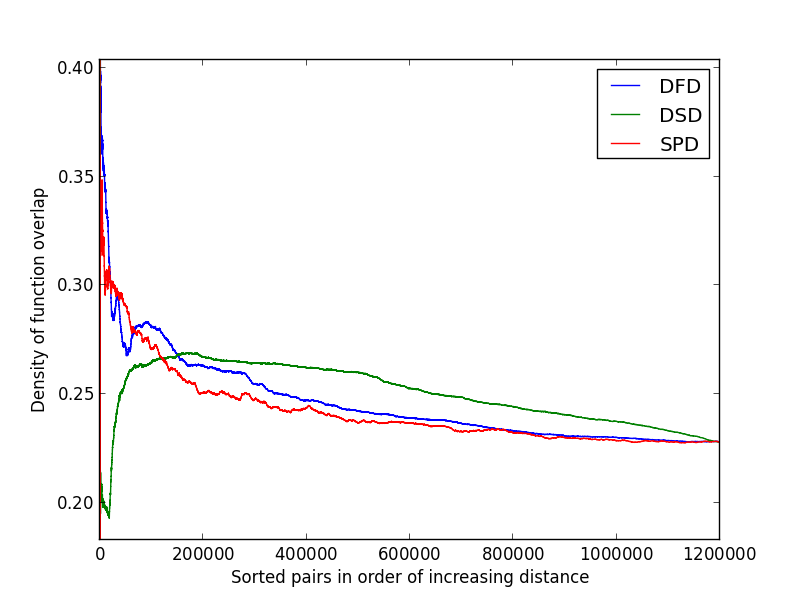 0.40
0.35
0.30
0.25
0.20
Density of function overlap
DFD
DSD
SPD
0 200000 400000 600000 800000 1000000 1200000
Sorted pairs in order of increasing distance